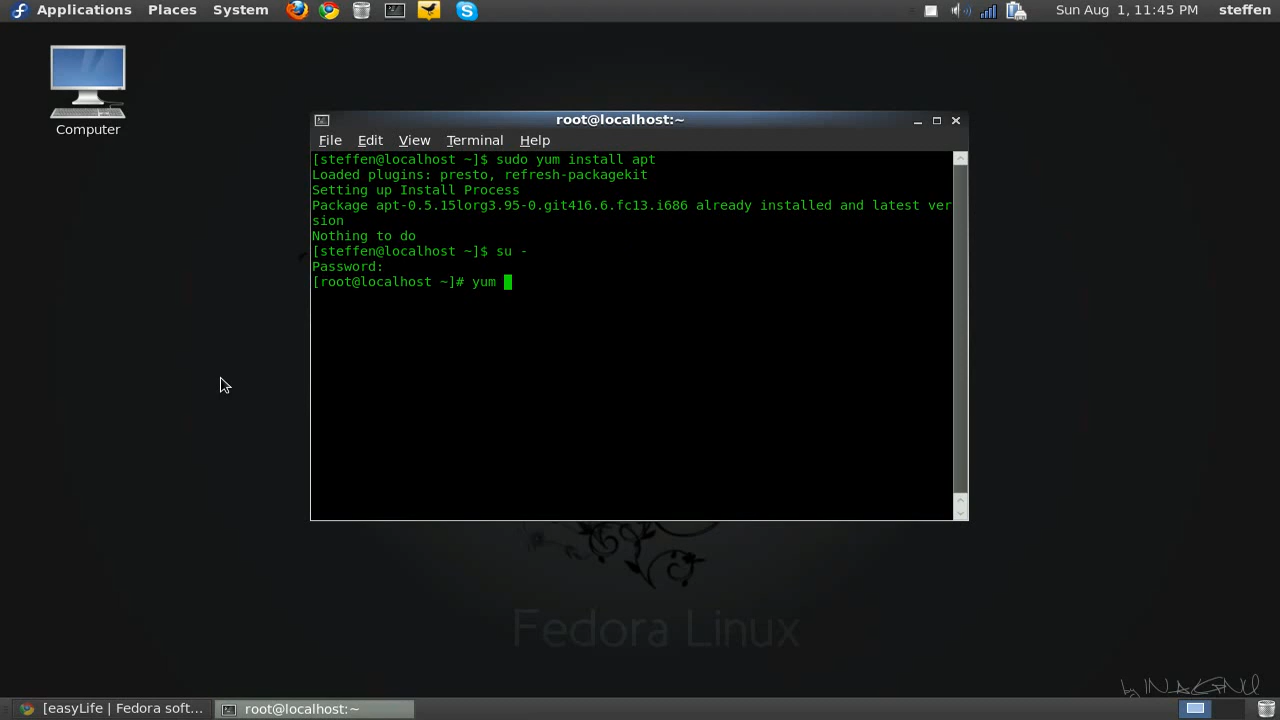 Applications Places System
Sun Aug 1, 11:45 PM steffen
Computer
root@localhost:~
File Edit View Terminal Help
[steffen@localhost ~]$ sudo yum install apt
Loaded plugins: presto, refresh-packagekit
Setting up Install Process
Package apt-0.5.15lorg3.95-0.git416.6.fc13.i686 already installed and latest ver
sion
Nothing to do
[steffen@localhost ~]$ su -
Password:
[root@localhost ~]# yum
Fedora Linux
[easyLife | Fedora soft...
root@localhost:~